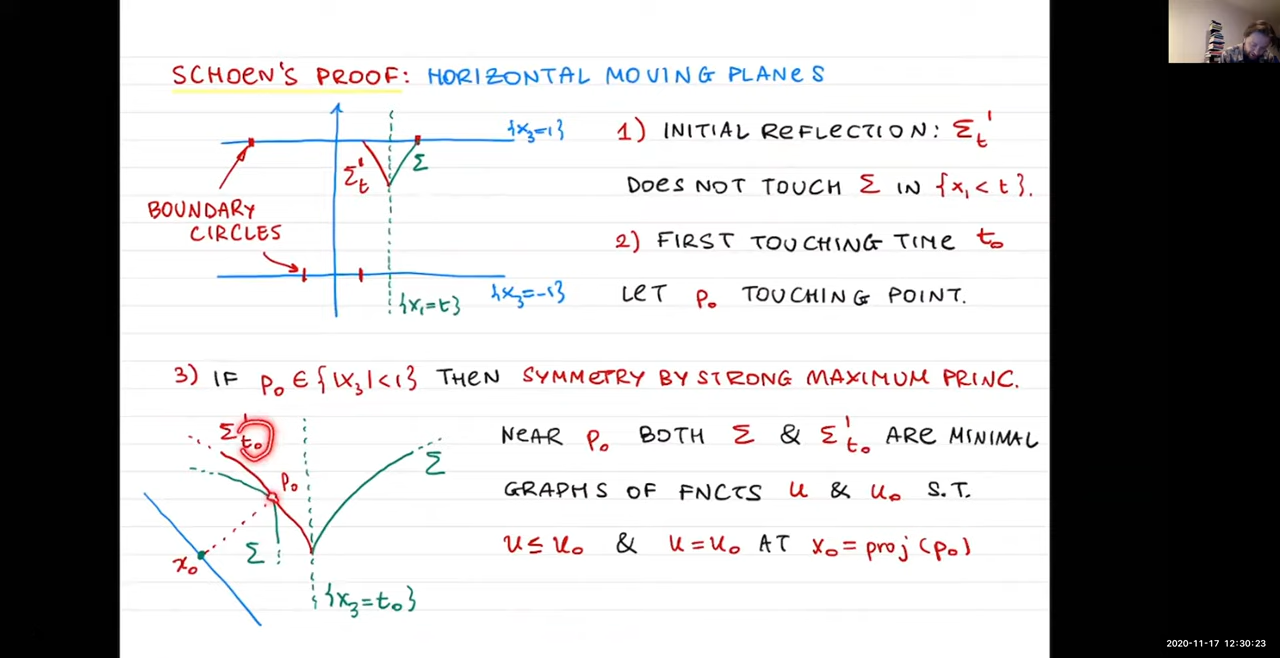 SCHOEN'S PROOF: HORIZONTAL MOVING PLANES
{x₃=1}
Σ
Σ'ₜ
BOUNDARY
CIRCLES
{x₃=-1}
{x₁=t}
1) INITIAL REFLECTION: Σₜ'
DOES NOT TOUCH Σ IN {x₁<t}.
2) FIRST TOUCHING TIME t₀
LET p₀ TOUCHING POINT.
3) IF p₀ ∈ {|x₃|<1} THEN SYMMETRY BY STRONG MAXIMUM PRINC.
Σ't₀
p₀
Σ
Σ
x₀
{x₃=t₀}
NEAR p₀ BOTH Σ & Σ't₀ ARE MINIMAL
GRAPHS OF FNCTS u & u₀ S.T.
u≤u₀ & u=u₀ AT x₀=proj(p₀)
2020-11-17 12:30:23